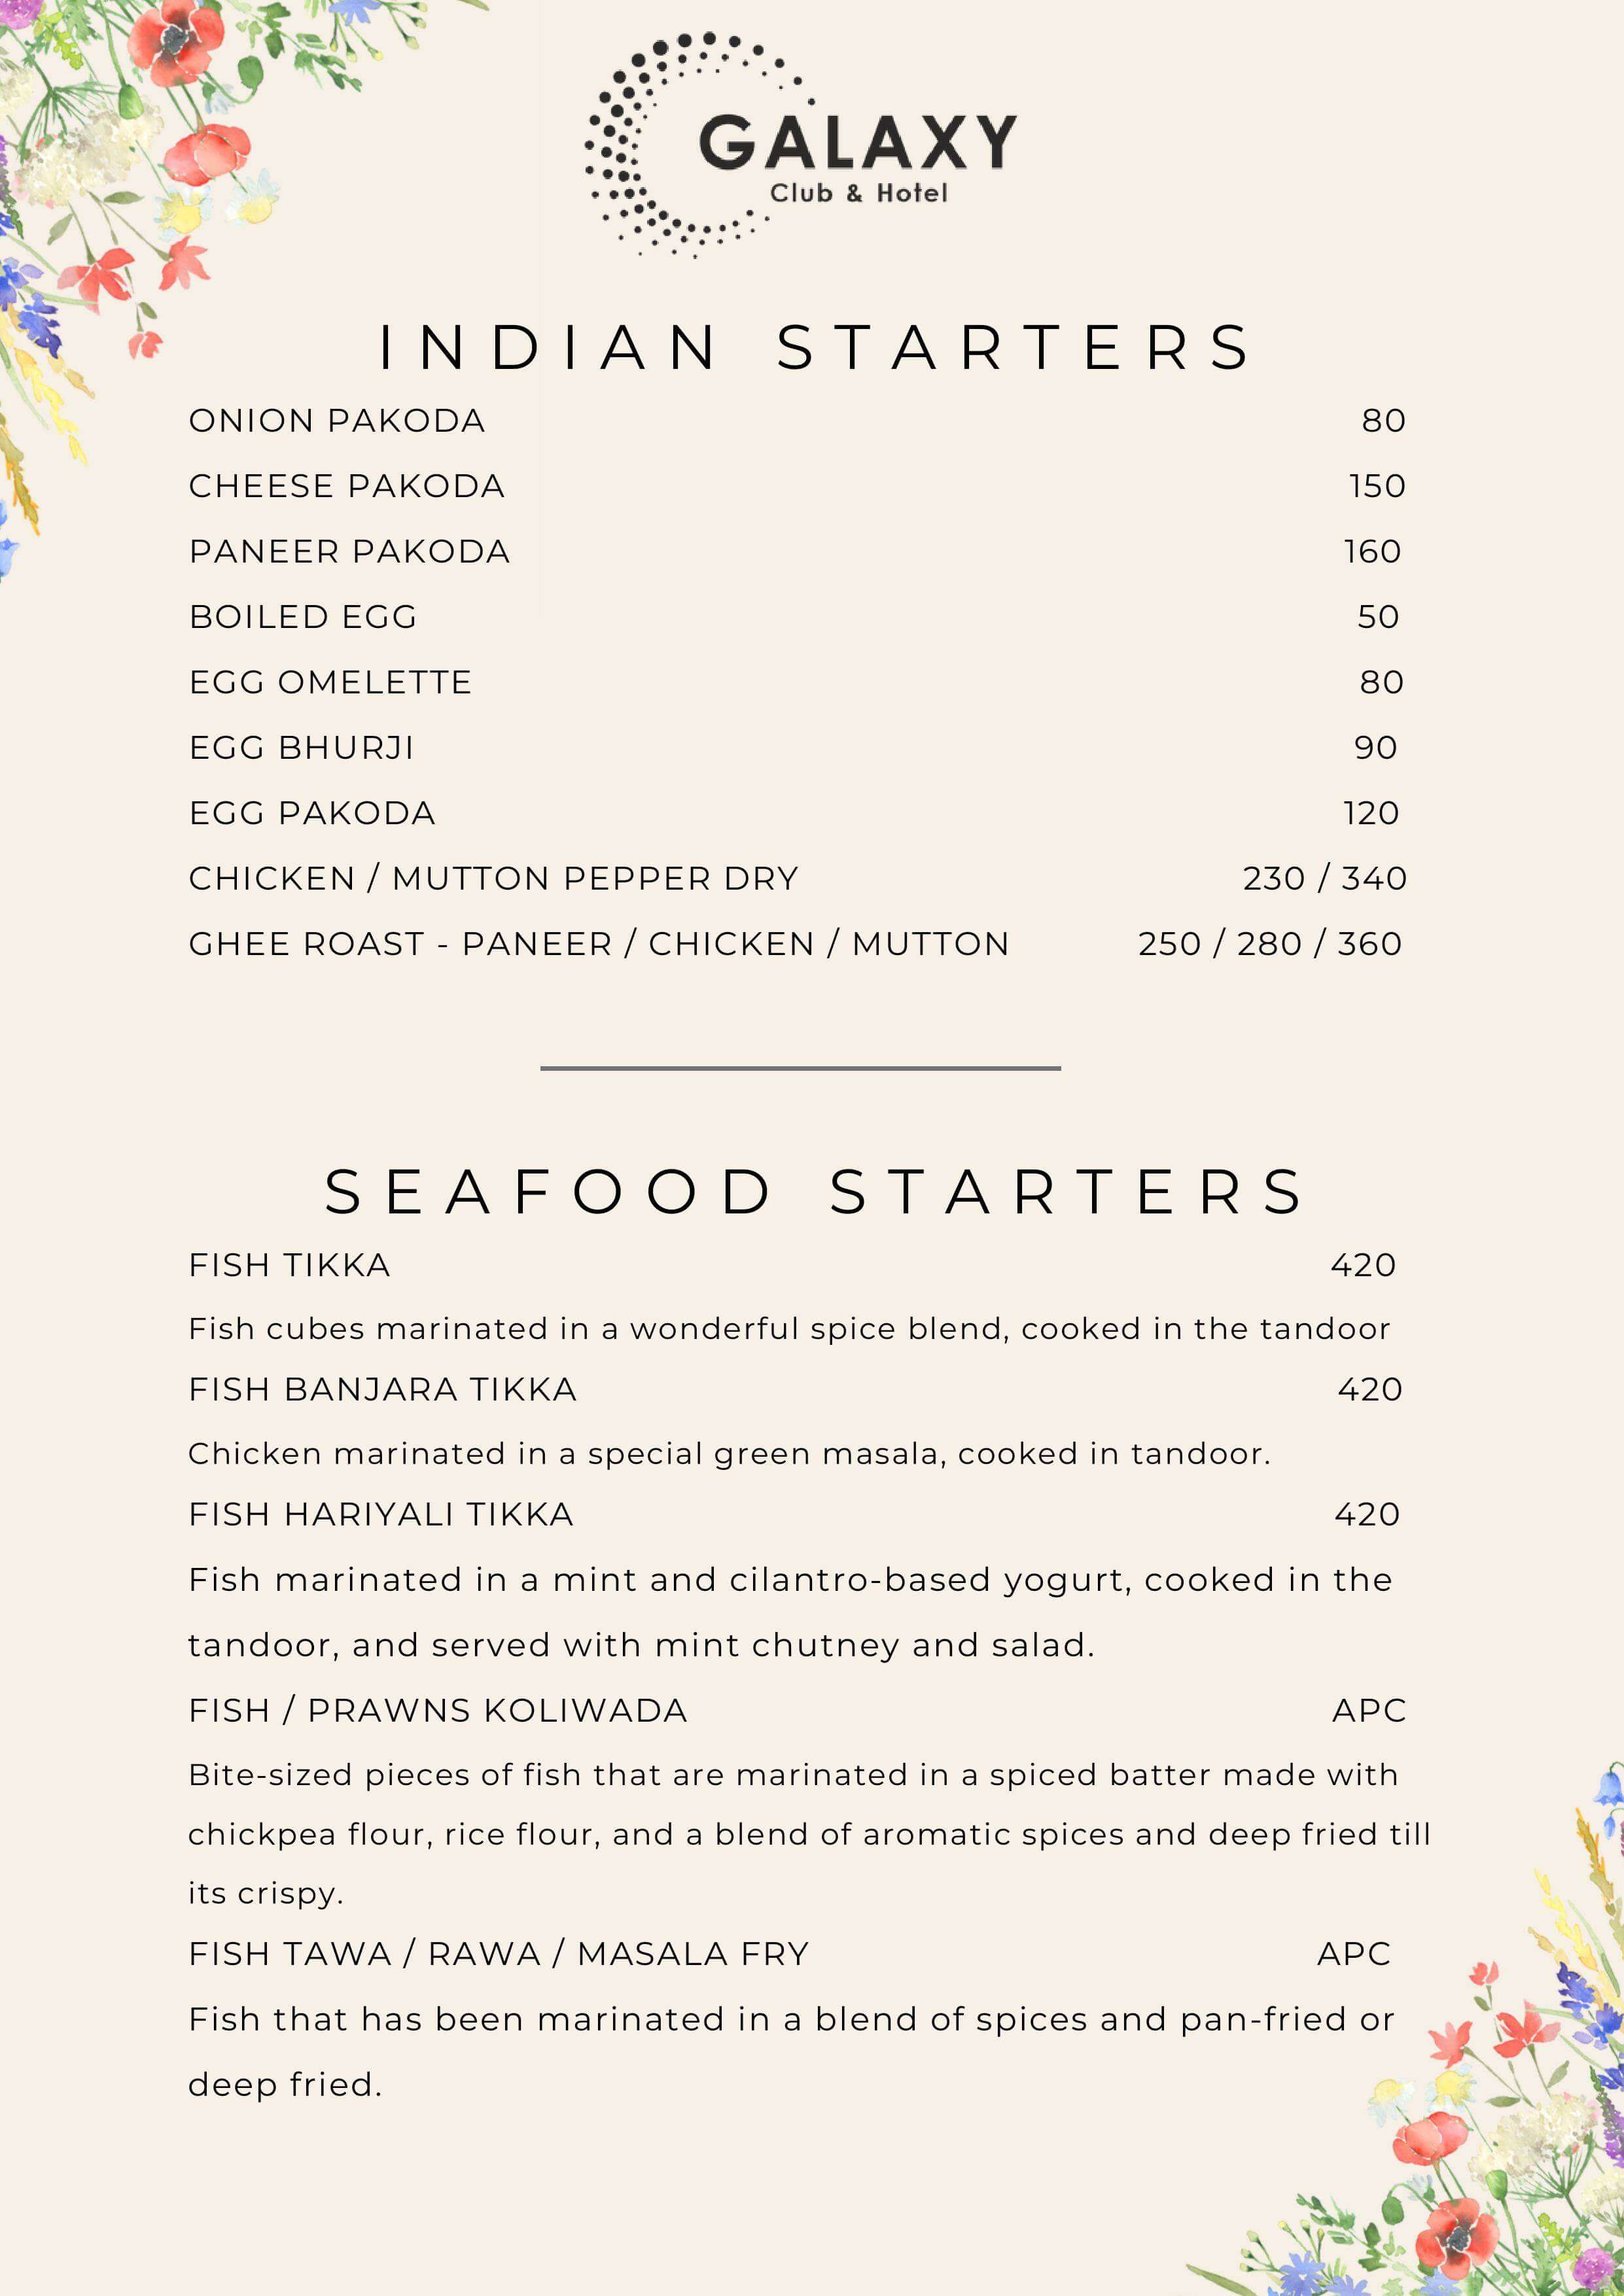 GALAXY
Club & Hotel
INDIAN STARTERS
ONION PAKODA 80
CHEESE PAKODA 150
PANEER PAKODA 160
BOILED EGG 50
EGG OMELETTE 80
EGG BHURJI 90
EGG PAKODA 120
CHICKEN / MUTTON PEPPER DRY 230 / 340
GHEE ROAST - PANEER / CHICKEN / MUTTON 250 / 280 / 360
SEAFOOD STARTERS
FISH TIKKA 420
Fish cubes marinated in a wonderful spice blend, cooked in the tandoor
FISH BANJARA TIKKA 420
Chicken marinated in a special green masala, cooked in tandoor.
FISH HARIYALI TIKKA 420
Fish marinated in a mint and cilantro-based yogurt, cooked in the
tandoor, and served with mint chutney and salad.
FISH / PRAWNS KOLIWADA APC
Bite-sized pieces of fish that are marinated in a spiced batter made with
chickpea flour, rice flour, and a blend of aromatic spices and deep fried till
its crispy.
FISH TAWA / RAWA / MASALA FRY APC
Fish that has been marinated in a blend of spices and pan-fried or
deep fried.